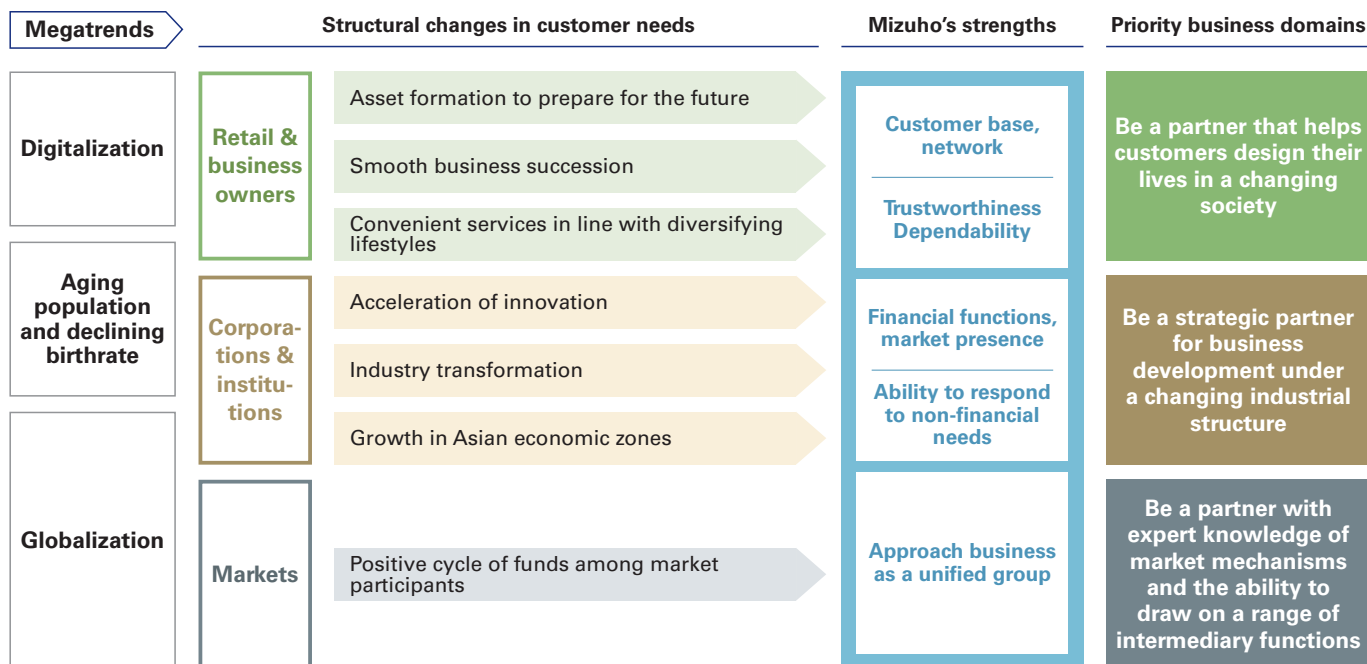 Megatrends
Structural changes in customer needs
Mizuho's strengths
Priority business domains
Digitalization
Aging
population
and declining
birthrate
Globalization
Retail &
business
owners
Asset formation to prepare for the future
Smooth business succession
Convenient services in line with diversifying
lifestyles
Corpora-
tions &
institu-
tions
Acceleration of innovation
Industry transformation
Growth in Asian economic zones
Markets
Positive cycle of funds among market
participants
Customer base,
network
Trustworthiness
Dependability
Financial functions,
market presence
Ability to respond
to non-financial
needs
Approach business
as a unified group
Be a partner that helps
customers design their
lives in a changing
society
Be a strategic partner
for business
development under
a changing industrial
structure
Be a partner with
expert knowledge of
market mechanisms
and the ability to
draw on a range of
intermediary functions